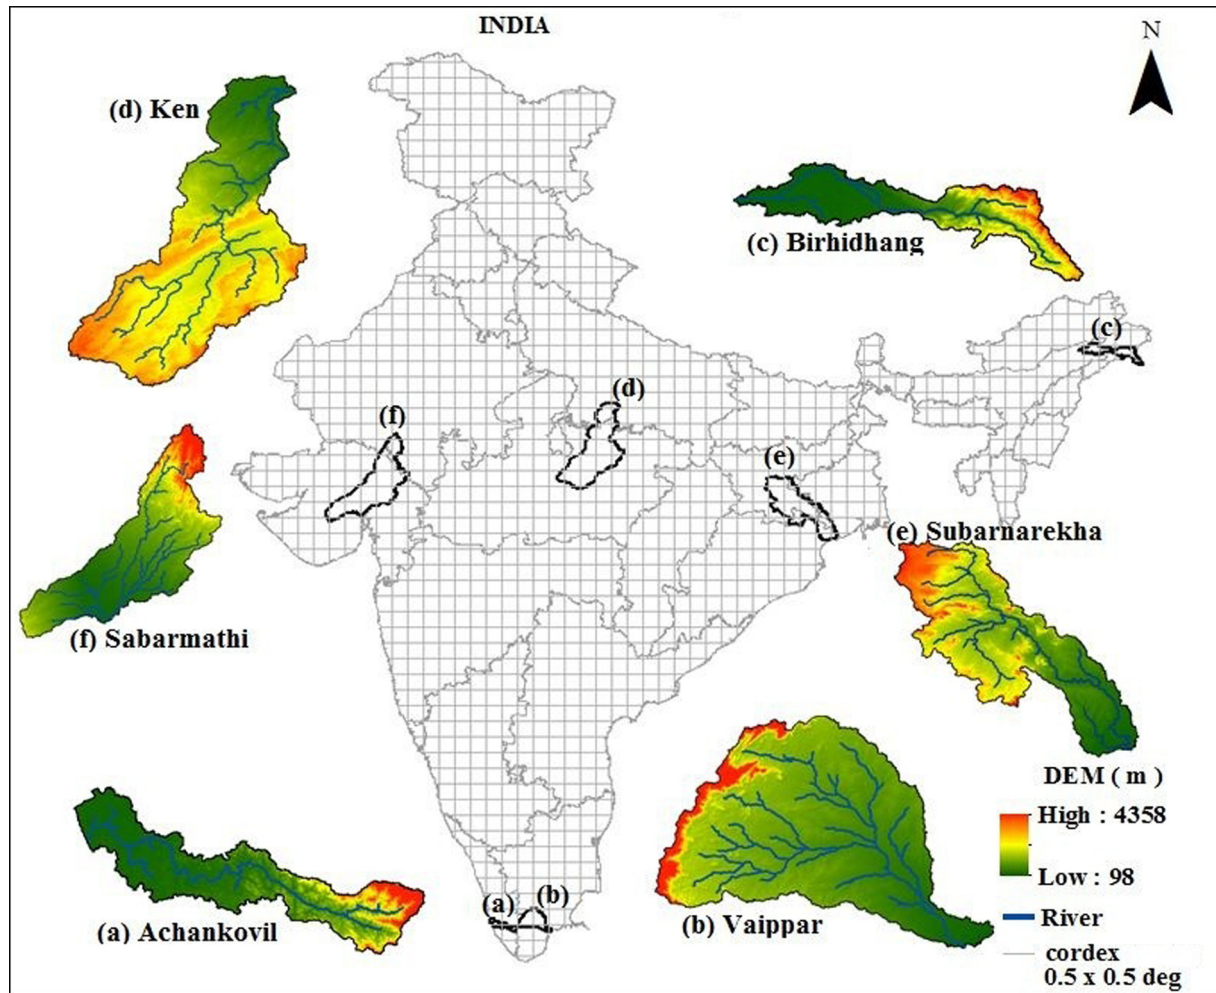 INDIA
N
(d) Ken
(c) Birhidhang
(c)
(d)
(f)
(e)
(e) Subarnarekha
(f) Sabarmathi
DEM ( m )
High : 4358
Low : 98
(a)
(b)
(a) Achankovil
(b) Vaippar
River
cordex
0.5 x 0.5 deg